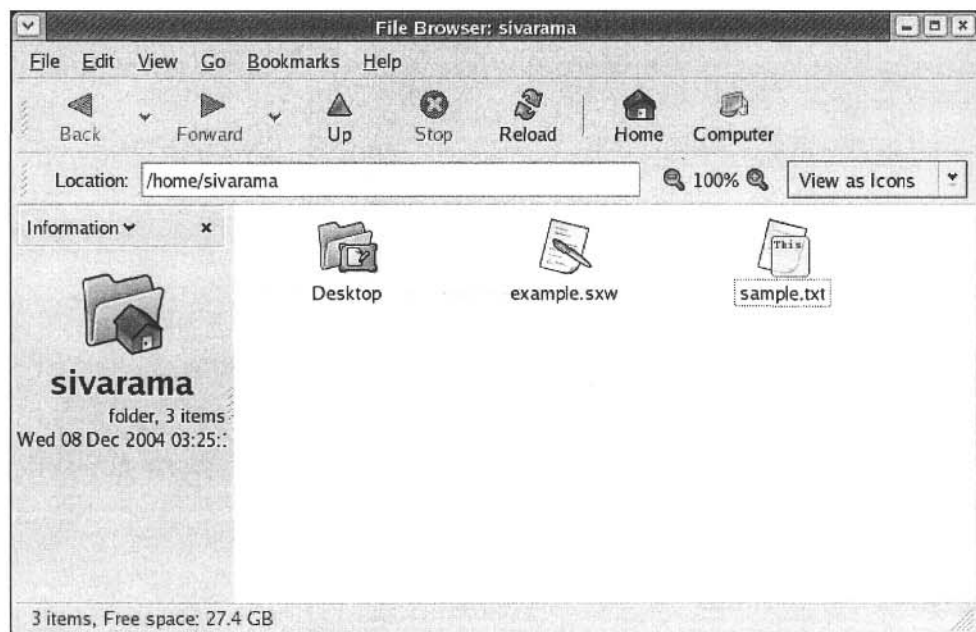 File Browser: sivarama
File Edit View Go Bookmarks Help
Back Forward Up Stop Reload Home Computer
Location: /home/sivarama 100% View as Icons
Information
Desktop example.sxw This sample.txt
sivarama
folder, 3 items
Wed 08 Dec 2004 03:25:
3 items, Free space: 27.4 GB